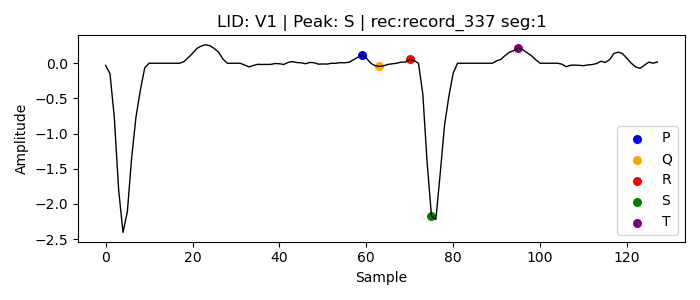 LID: V1 | Peak: S | rec:record_337 seg:1
Amplitude
0.0
−0.5
−1.0
−1.5
−2.0
−2.5
0
20
40
60
80
100
120
Sample
P
Q
R
S
T